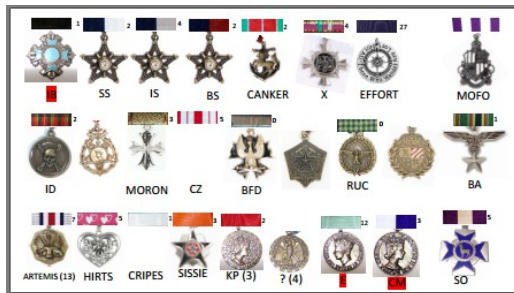 1 2 4 2 2 4 27
IB SS IS BS CANKER X EFFORT MOFO
2 3 5 0 0 1
ID MORON CZ BFD RUC BA
7 5 1 3 2 12 3 5
ARTEMIS (13) HIRTS CRIPES SISSIE KP (3) ? (4) E CM SO